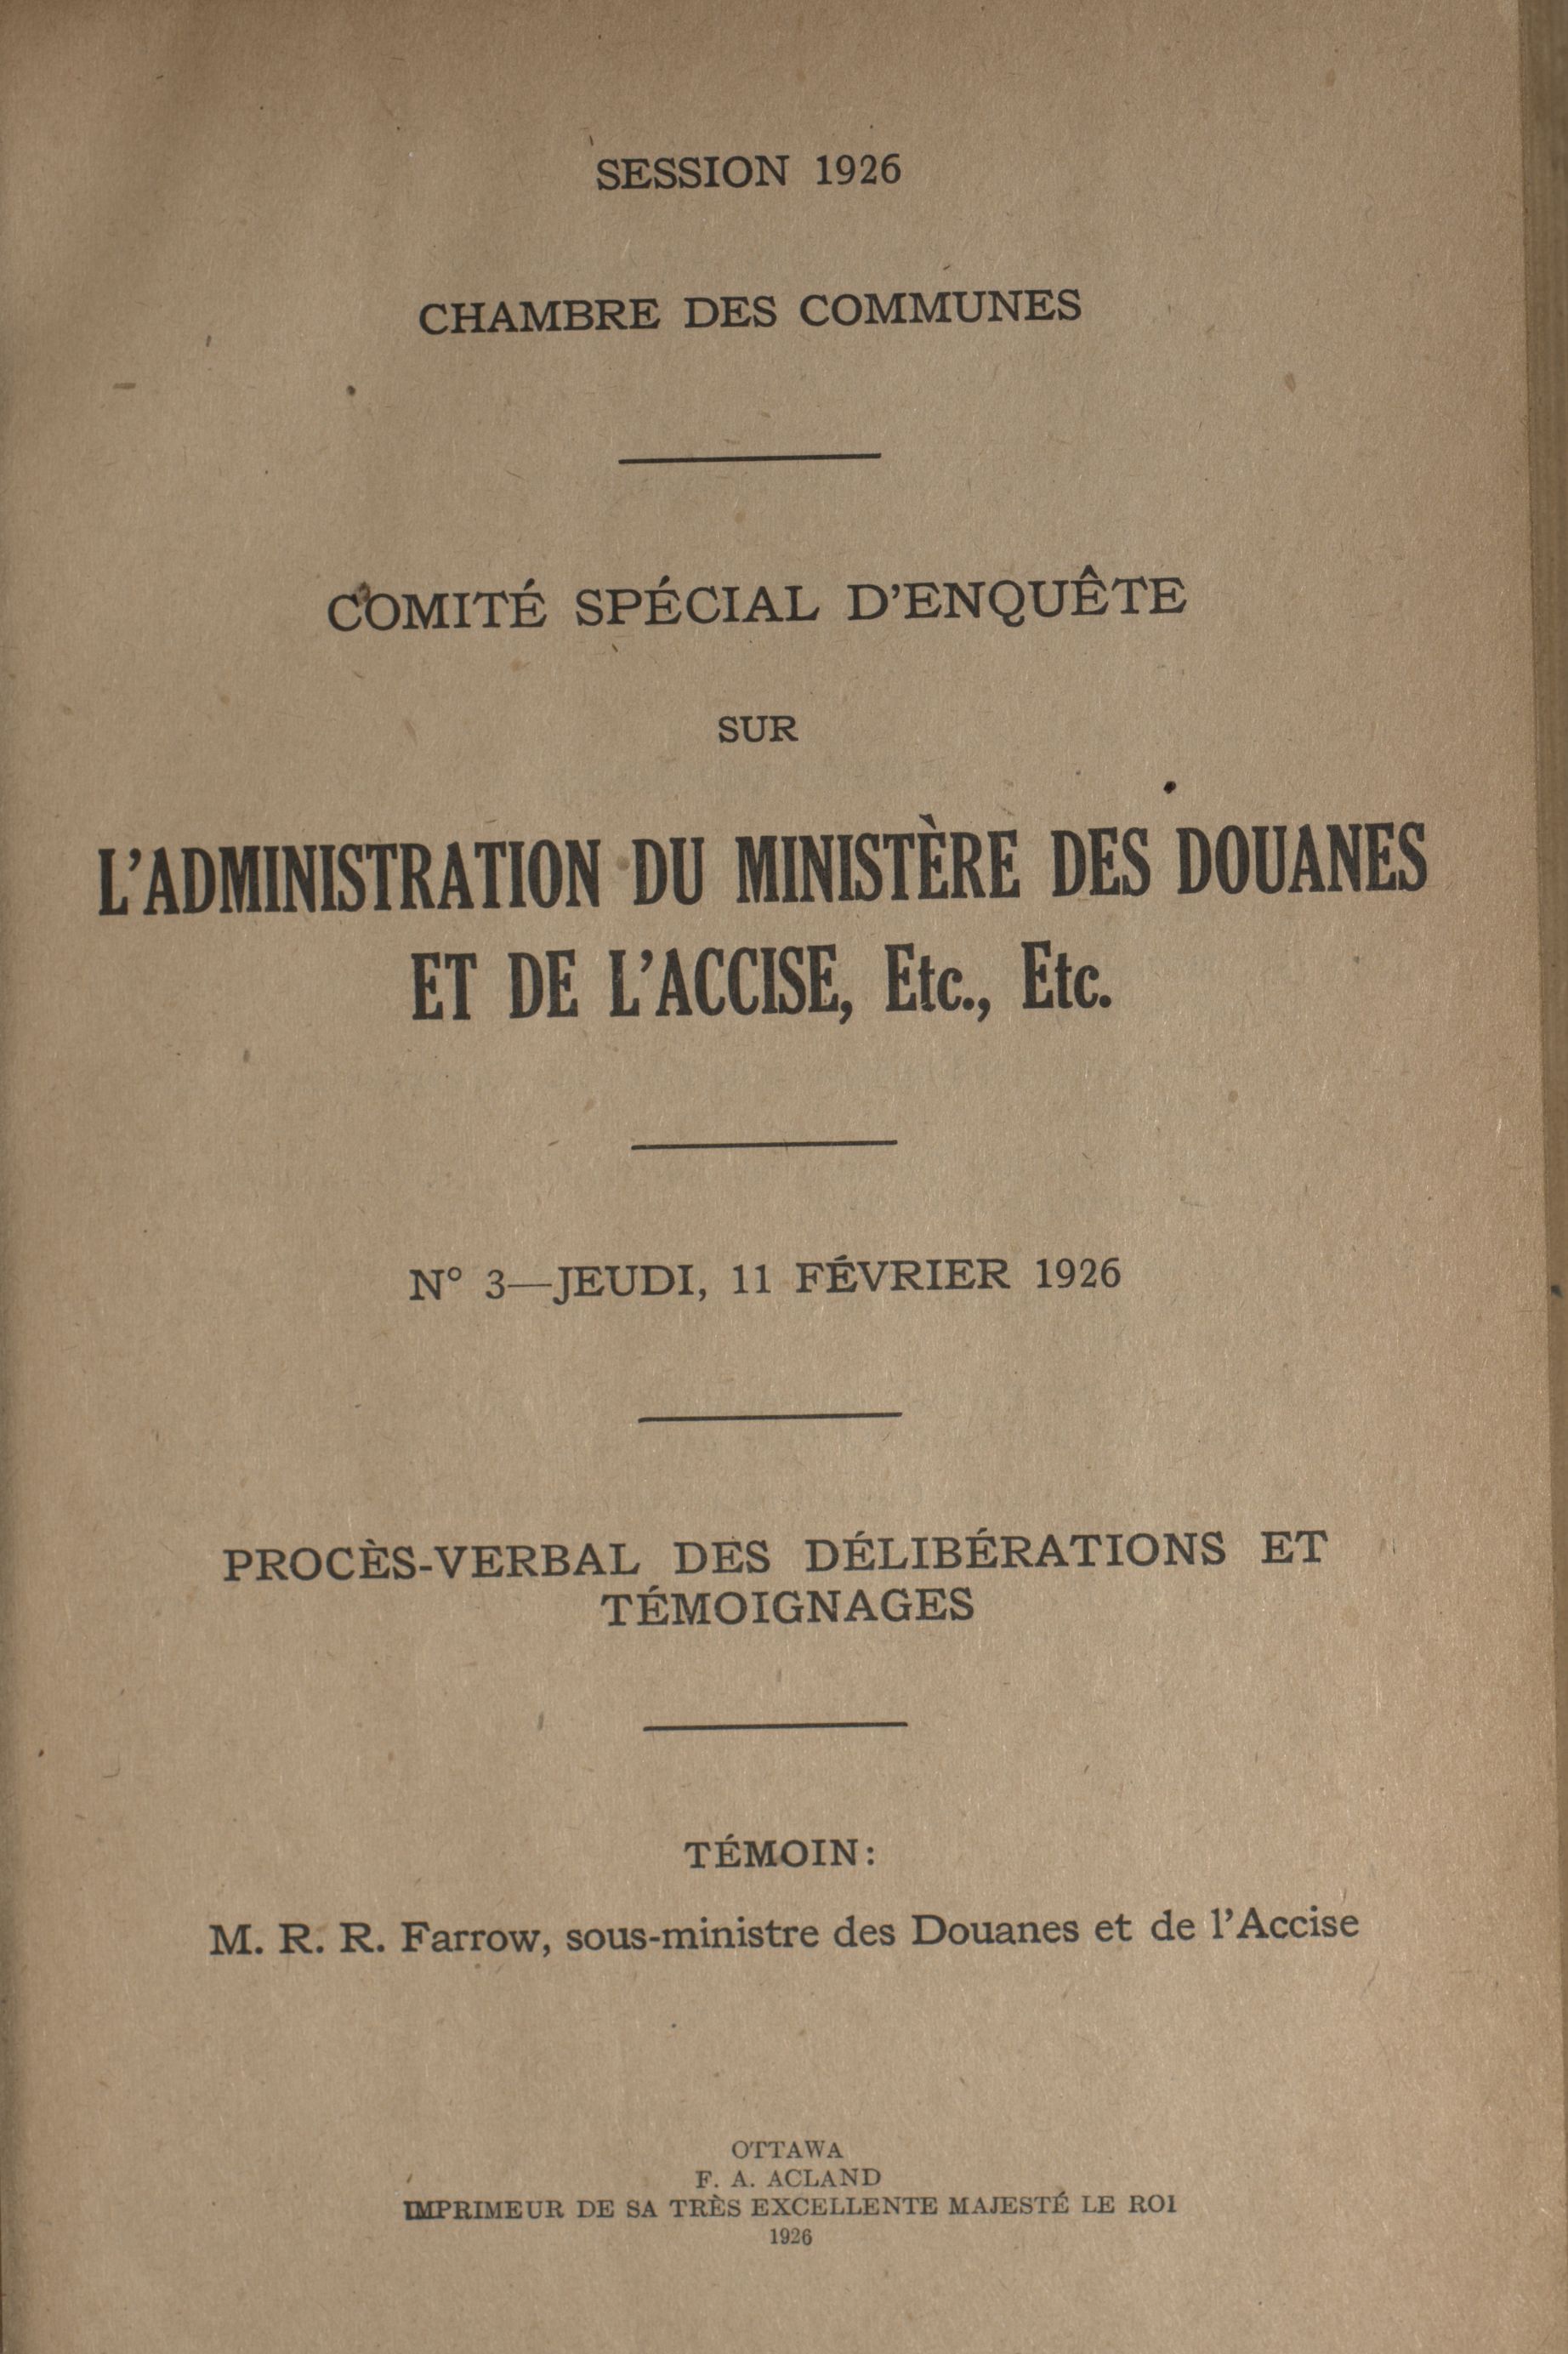 SESSION 1926
CHAMBRE DES COMMUNES
COMITÉ SPÉCIAL D'ENQUÊTE
SUR
L'ADMINISTRATION DU MINISTÈRE DES DOUANES
ET DE L'ACCISE, Etc., Etc.
N° 3—JEUDI, 11 FÉVRIER 1926
PROCÈS-VERBAL DES DÉLIBÉRATIONS ET
TÉMOIGNAGES
TÉMOIN:
M. R. R. Farrow, sous-ministre des Douanes et de l'Accise
OTTAWA
F. A. ACLAND
IMPRIMEUR DE SA TRÈS EXCELLENTE MAJESTÉ LE ROI
1926